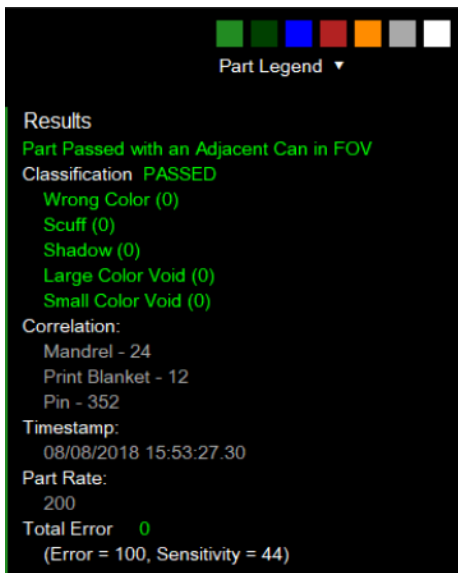 Part Legend ▼
Results
Part Passed with an Adjacent Can in FOV
Classification PASSED
Wrong Color (0)
Scuff (0)
Shadow (0)
Large Color Void (0)
Small Color Void (0)
Correlation:
Mandrel - 24
Print Blanket - 12
Pin - 352
Timestamp:
08/08/2018 15:53:27.30
Part Rate:
200
Total Error 0
(Error = 100, Sensitivity = 44)